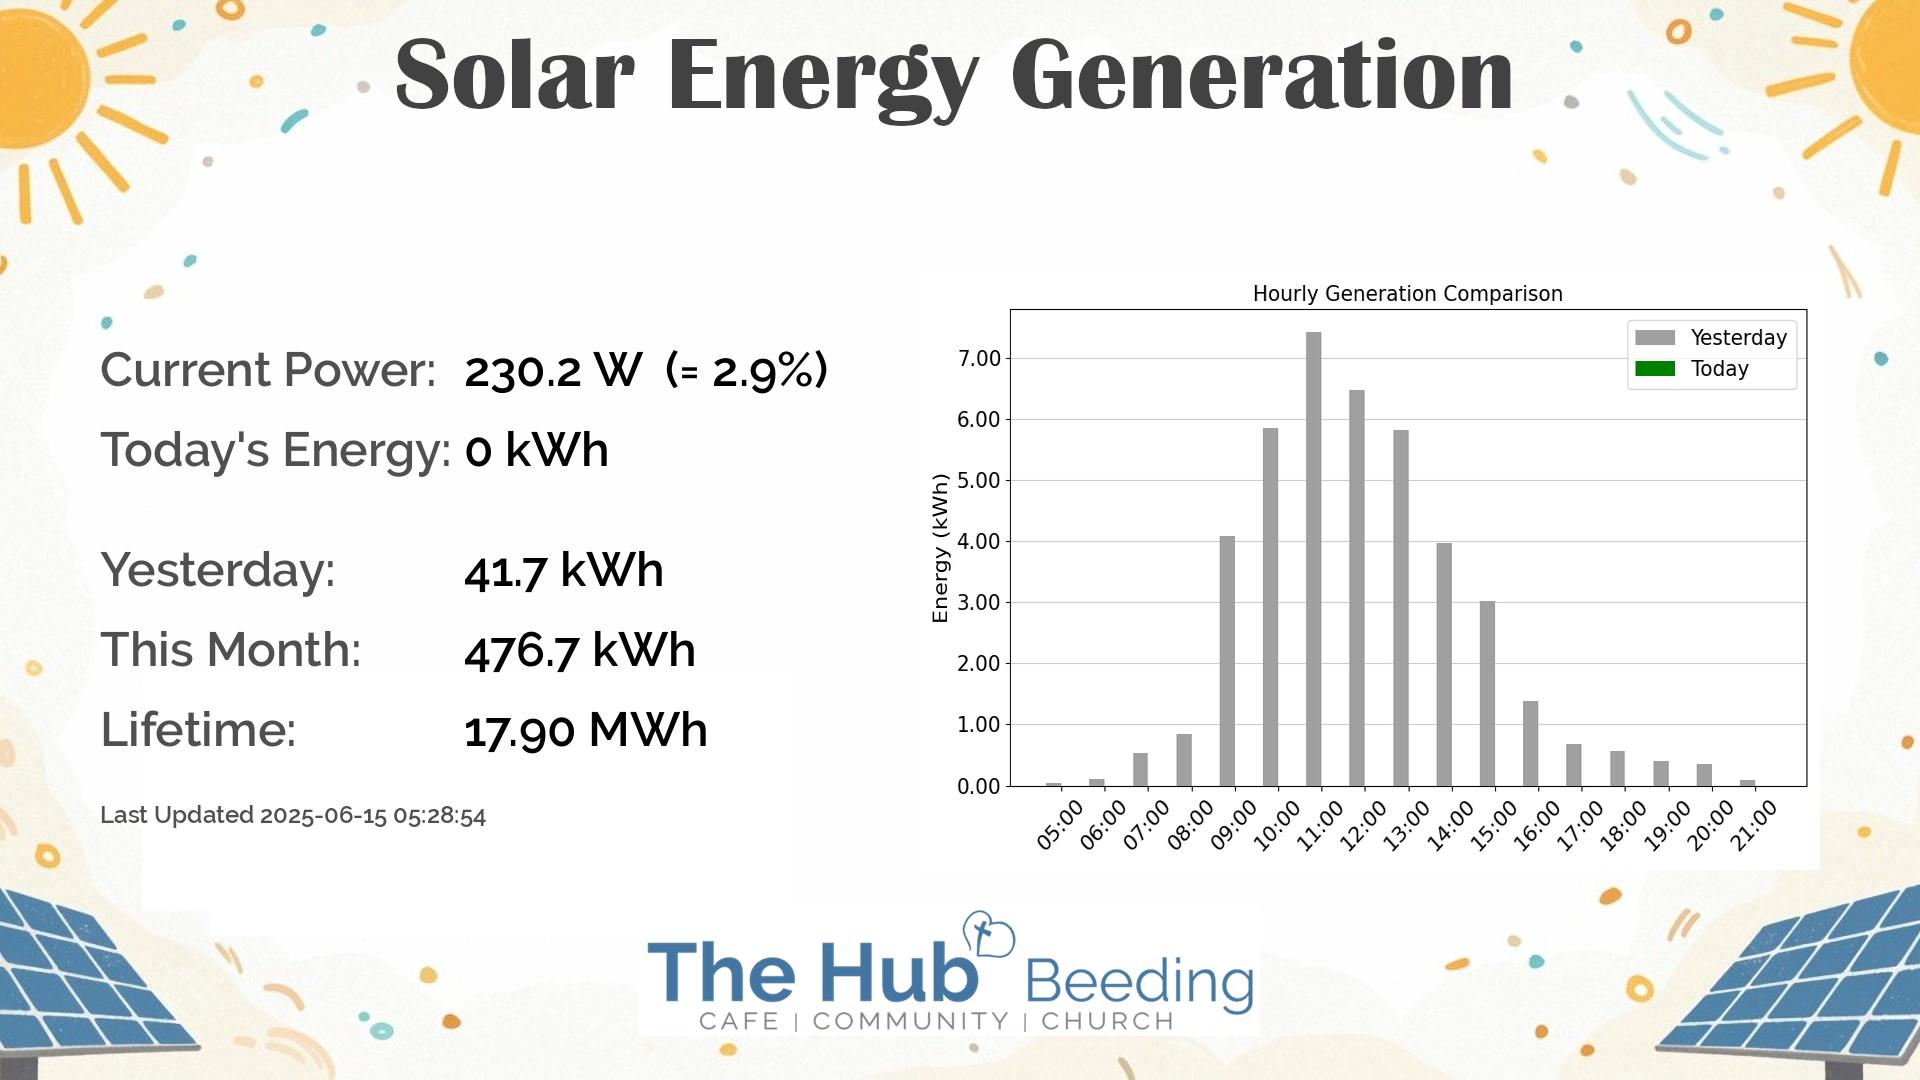 Solar Energy Generation
Current Power: 230.2 W (= 2.9%)
Today's Energy: 0 kWh
Yesterday: 41.7 kWh
This Month: 476.7 kWh
Lifetime: 17.90 MWh
Last Updated 2025-06-15 05:28:54
Hourly Generation Comparison
Yesterday
Today
Energy (kWh)
7.00
6.00
5.00
4.00
3.00
2.00
1.00
0.00
05:00 06:00 07:00 08:00 09:00 10:00 11:00 12:00 13:00 14:00 15:00 16:00 17:00 18:00 19:00 20:00 21:00
The Hub Beeding
CAFE | COMMUNITY | CHURCH